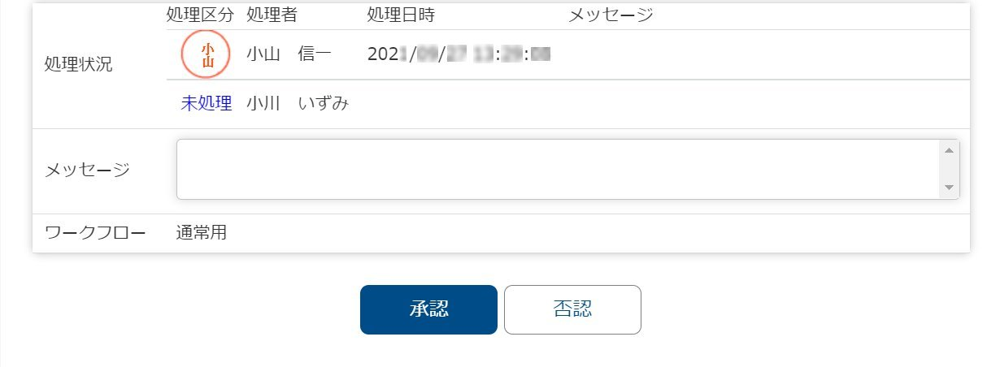 処理区分 処理者 処理日時 メッセージ
処理状況
小山
小山 信一 2021/
未処理 小川 いずみ
メッセージ
ワークフロー 通常用
承認 否認